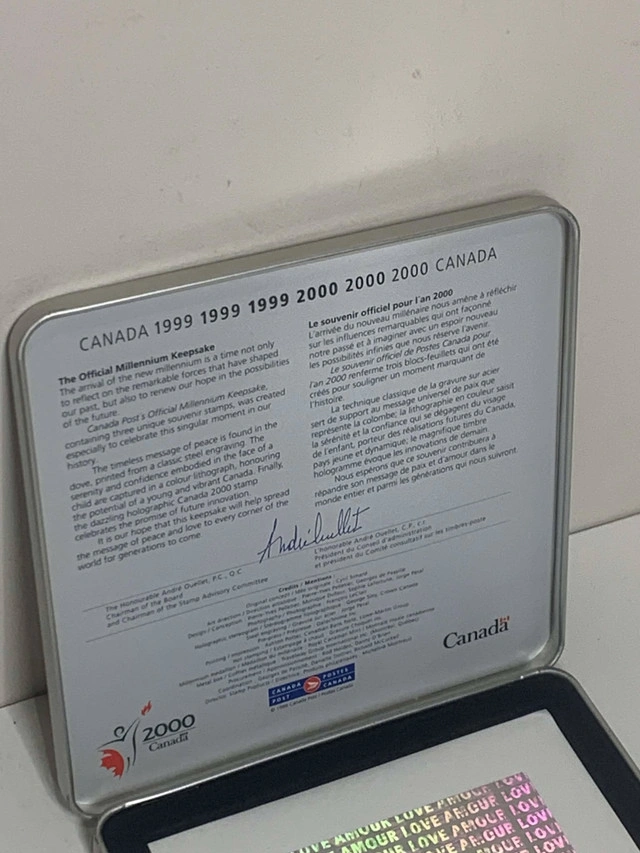 CANADA 1999 1999 1999 2000 2000 2000 CANADA
The Official Millennium Keepsake
The arrival of the new millennium is a time not only
to reflect on the remarkable forces that have shaped
our past, but also to renew our hope in the possibilities
of the future.
Canada Post's Official Millennium Keepsake,
containing three unique souvenir stamps, was created
especially to celebrate this singular moment in our
history.
The timeless message of peace is found in the
dove, printed from a classic steel engraving. The
serenity and confidence embodied in the face of a
child are captured in a colour lithograph, honouring
the potential of a young and vibrant Canada. Finally,
the dazzling holographic Canada 2000 stamp
celebrates the promise of future innovation.
It is our hope that this keepsake will help spread
the message of peace and love to every corner of the
world for generations to come.
The Honourable André Ouellet, P.C., Q.C.
Chairman of the Board
and Chairman of the Stamp Advisory Committee
Le souvenir officiel pour l'an 2000
L'arrivée du nouveau millénaire nous amène à réfléchir
sur les influences remarquables qui ont façonné
notre passé et à imaginer avec un espoir nouveau
les possibilités infinies que nous réserve l'avenir.
Le souvenir officiel de Postes Canada pour
l'an 2000 renferme trois blocs-feuillets qui ont été
créés pour souligner un moment marquant de
l'histoire.
La technique classique de la gravure sur acier
sert de support au message universel de paix que
représente la colombe; la lithographie en couleur saisit
la sérénité et la confiance qui se dégagent du visage
de l'enfant, porteur des réalisations futures du Canada,
pays jeune et dynamique; le magnifique timbre
hologramme évoque les innovations de demain.
Nous espérons que ce souvenir contribuera à
répandre son message de paix et d'amour dans le
monde entier et parmi les générations qui nous suivront.
André Ouellet
L'honorable André Ouellet, C.P., c.r.
Président du Conseil d'administration
et président du Comité consultatif sur les timbres-poste
Credits / Mentions
CANADA POST
POSTES CANADA
© 1999 Canada Post / Postes Canada
Canada
2000
Canada
LOVE AMOUR LOVE AMOUR LOV
AMOUR LOVE AMOUR LOV
LOVE AMOUR LOV